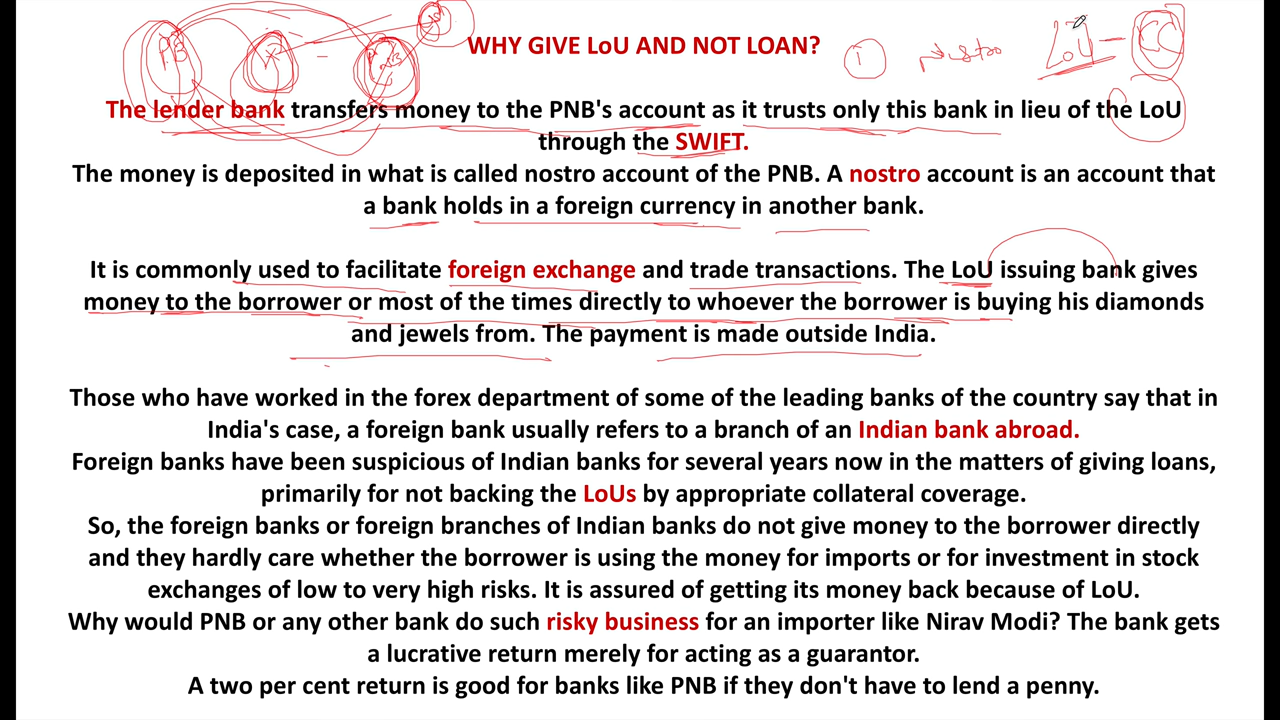 WHY GIVE LoU AND NOT LOAN?
1 Nostro LOU - CC
The lender bank transfers money to the PNB's account as it trusts only this bank in lieu of the LoU
through the SWIFT.
The money is deposited in what is called nostro account of the PNB. A nostro account is an account that
a bank holds in a foreign currency in another bank.
It is commonly used to facilitate foreign exchange and trade transactions. The LoU issuing bank gives
money to the borrower or most of the times directly to whoever the borrower is buying his diamonds
and jewels from. The payment is made outside India.
Those who have worked in the forex department of some of the leading banks of the country say that in
India's case, a foreign bank usually refers to a branch of an Indian bank abroad.
Foreign banks have been suspicious of Indian banks for several years now in the matters of giving loans,
primarily for not backing the LoUs by appropriate collateral coverage.
So, the foreign banks or foreign branches of Indian banks do not give money to the borrower directly
and they hardly care whether the borrower is using the money for imports or for investment in stock
exchanges of low to very high risks. It is assured of getting its money back because of LoU.
Why would PNB or any other bank do such risky business for an importer like Nirav Modi? The bank gets
a lucrative return merely for acting as a guarantor.
A two per cent return is good for banks like PNB if they don't have to lend a penny.